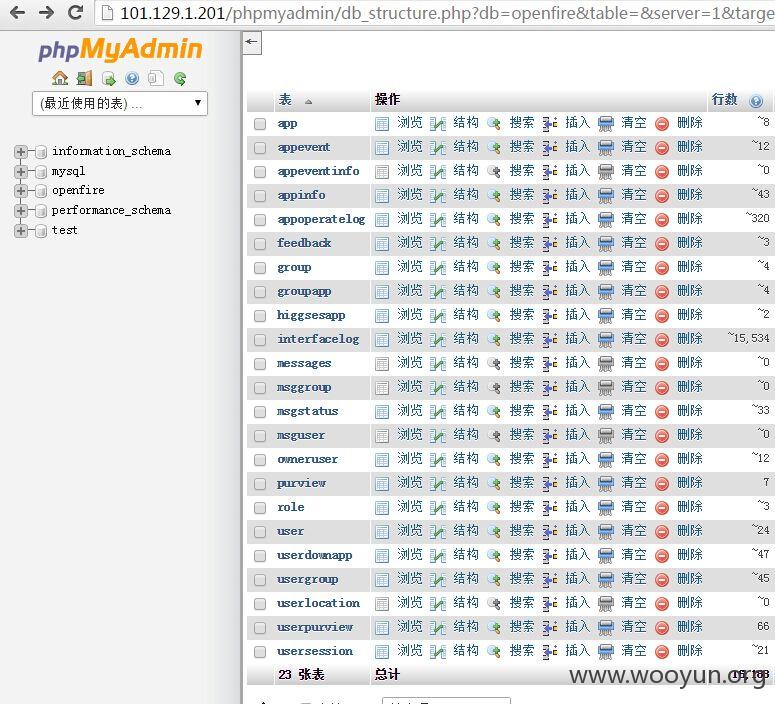 101.129.1.201/phpmyadmin/db_structure.php?db=openfire&table=&server=1&targe
phpMyAdmin
(最近使用的表) ...
information_schema
mysql
openfire
performance_schema
test
表 操作 行数
app 浏览 结构 搜索 插入 清空 删除 ~8
appevent 浏览 结构 搜索 插入 清空 删除 ~12
appeventinfo 浏览 结构 搜索 插入 清空 删除 ~0
appinfo 浏览 结构 搜索 插入 清空 删除 ~43
appoperatelog 浏览 结构 搜索 插入 清空 删除 ~320
feedback 浏览 结构 搜索 插入 清空 删除 ~3
group 浏览 结构 搜索 插入 清空 删除 ~4
groupapp 浏览 结构 搜索 插入 清空 删除 ~4
higgsesapp 浏览 结构 搜索 插入 清空 删除 ~2
interfacelog 浏览 结构 搜索 插入 清空 删除 ~15,534
messages 浏览 结构 搜索 插入 清空 删除 ~0
msggroup 浏览 结构 搜索 插入 清空 删除 ~0
msgstatus 浏览 结构 搜索 插入 清空 删除 ~33
msguser 浏览 结构 搜索 插入 清空 删除 ~0
owneruser 浏览 结构 搜索 插入 清空 删除 ~12
purview 浏览 结构 搜索 插入 清空 删除 7
role 浏览 结构 搜索 插入 清空 删除 ~3
user 浏览 结构 搜索 插入 清空 删除 ~24
userdownapp 浏览 结构 搜索 插入 清空 删除 ~47
usergroup 浏览 结构 搜索 插入 清空 删除 ~45
userlocation 浏览 结构 搜索 插入 清空 删除 ~0
userpurview 浏览 结构 搜索 插入 清空 删除 66
usersession 浏览 结构 搜索 插入 清空 删除 ~21
23 张表 总计
www.wooyun.org